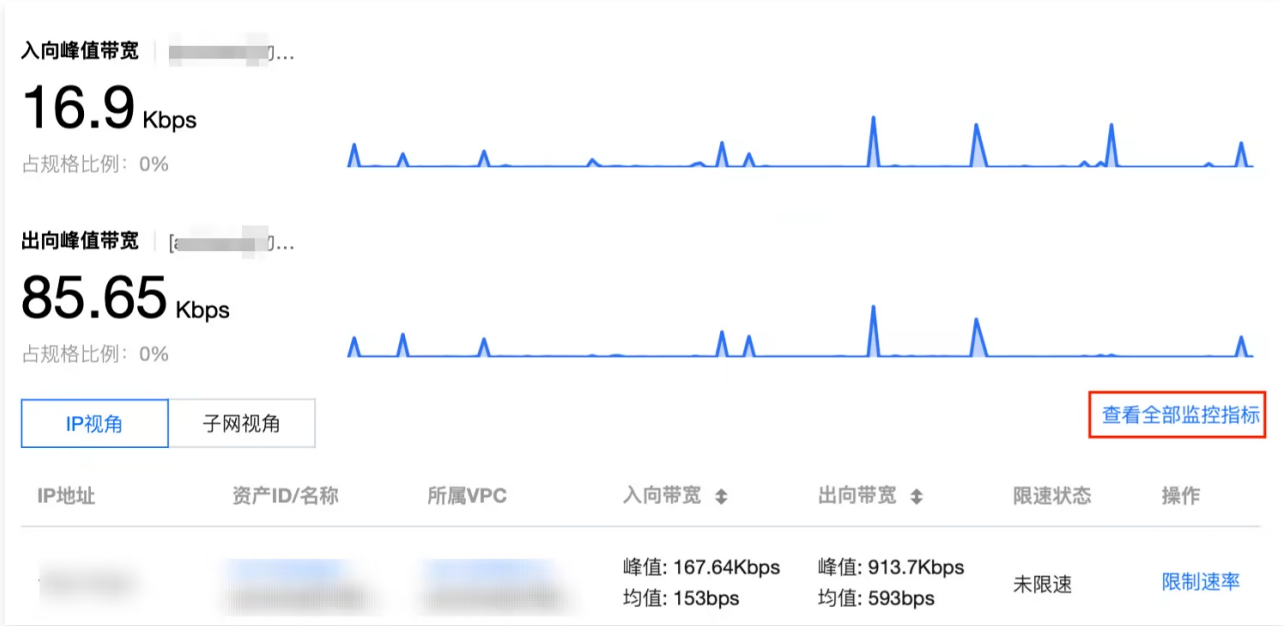 入向峰值带宽
16.9 Kbps
占规格比例：0%
出向峰值带宽
85.65 Kbps
占规格比例：0%
IP视角 子网视角 查看全部监控指标
IP地址 资产ID/名称 所属VPC 入向带宽 出向带宽 限速状态 操作
峰值: 167.64Kbps 峰值: 913.7Kbps
未限速 限制速率
均值: 153bps 均值: 593bps